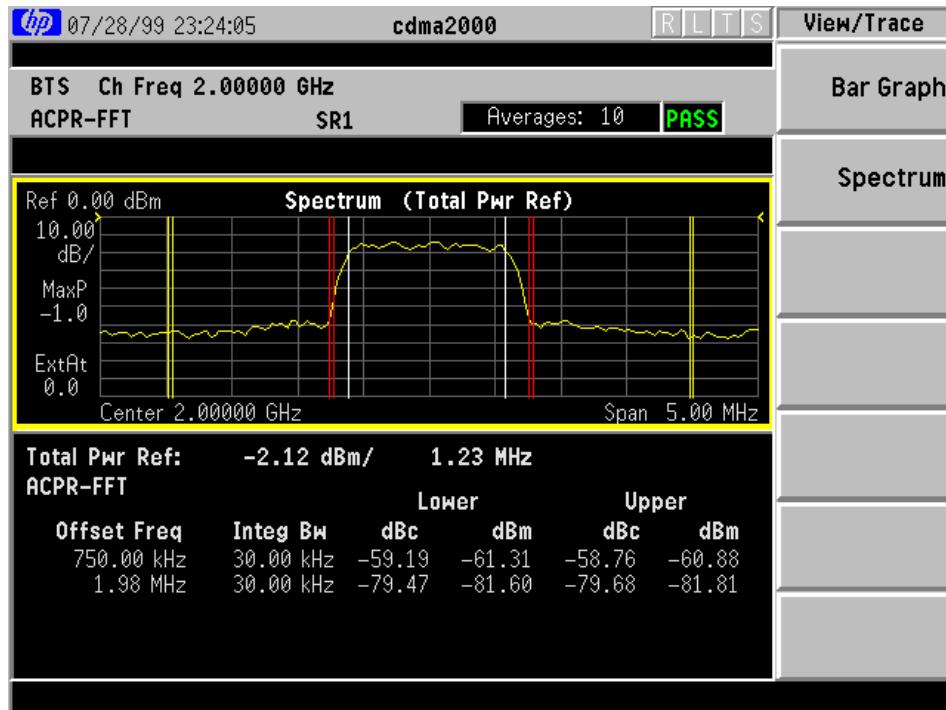 hp 07/28/99 23:24:05 cdma2000 R L T S View/Trace
BTS Ch Freq 2.00000 GHz
ACPR-FFT SR1 Averages: 10 PASS
Bar Graph
Spectrum
Ref 0.00 dBm Spectrum (Total Pwr Ref)
10.00
dB/
MaxP
-1.0
ExtAt
0.0
Center 2.00000 GHz Span 5.00 MHz
Total Pwr Ref: -2.12 dBm/ 1.23 MHz
ACPR-FFT
Lower Upper
Offset Freq Integ Bw dBc dBm dBc dBm
750.00 kHz 30.00 kHz -59.19 -61.31 -58.76 -60.88
1.98 MHz 30.00 kHz -79.47 -81.60 -79.68 -81.81